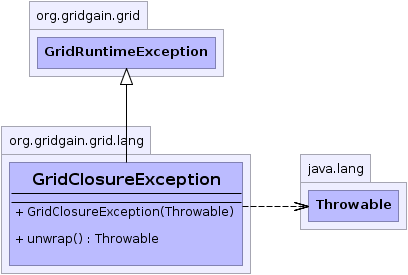 org.gridgain.grid
GridRuntimeException
org.gridgain.grid.lang
GridClosureException
+ GridClosureException(Throwable)
+ unwrap() : Throwable
java.lang
Throwable